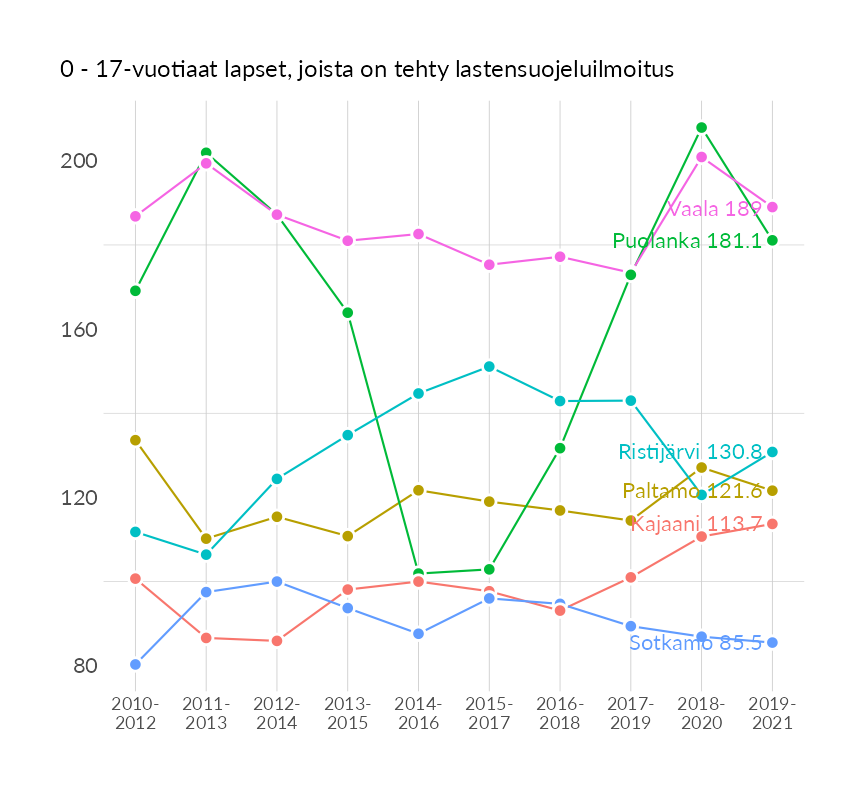 0 - 17-vuotiaat lapset, joista on tehty lastensuojeluilmoitus
200
Vaala 189
Puolanka 181.1
160
Ristijärvi 130.8
Paltamo 121.6
120
Kajaani 113.7
Sotkamo 85.5
80
2010- 2011- 2012- 2013- 2014- 2015- 2016- 2017- 2018- 2019-
2012 2013 2014 2015 2016 2017 2018 2019 2020 2021